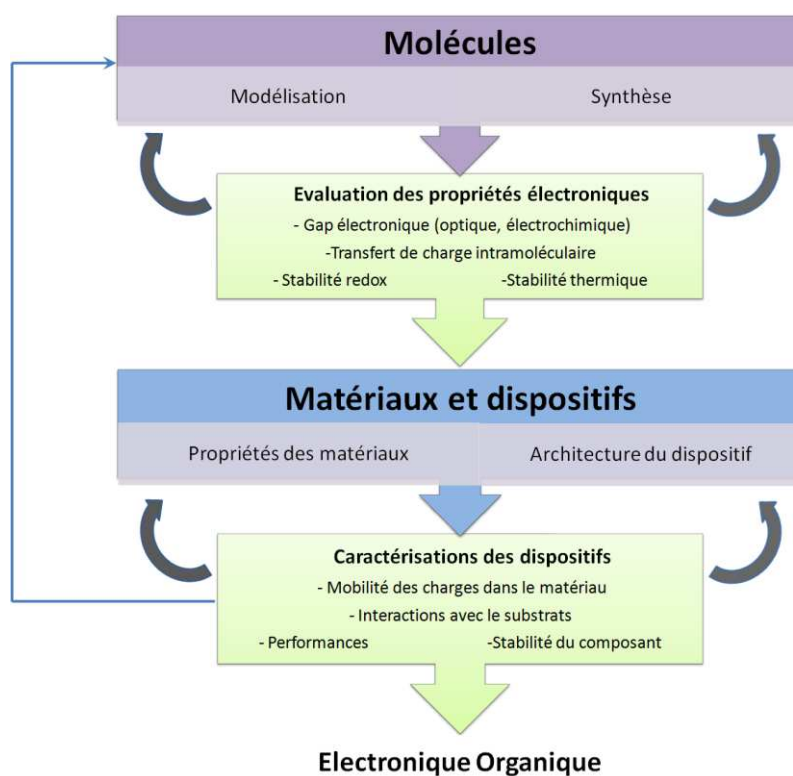 Molécules
Modélisation
Synthèse
Evaluation des propriétés électroniques
- Gap électronique (optique, électrochimique)
-Transfert de charge intramoléculaire
- Stabilité redox
-Stabilité thermique
Matériaux et dispositifs
Propriétés des matériaux
Architecture du dispositif
Caractérisations des dispositifs
- Mobilité des charges dans le matériau
- Interactions avec le substrats
- Performances
-Stabilité du composant
Electronique Organique